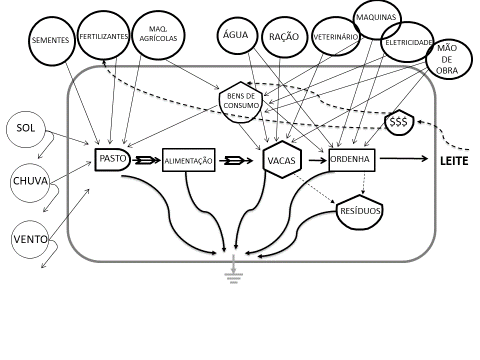 SEMENTES
FERTILIZANTES
MAQ.
AGRÍCOLAS
ÁGUA
RAÇÃO
VETERINÁRIO
MAQUINAS
ELETRICIDADE
MÃO
DE
OBRA
BENS DE
CONSUMO
$$$
SOL
CHUVA
VENTO
PASTO
ALIMENTAÇÃO
VACAS
ORDENHA
LEITE
RESÍDUOS